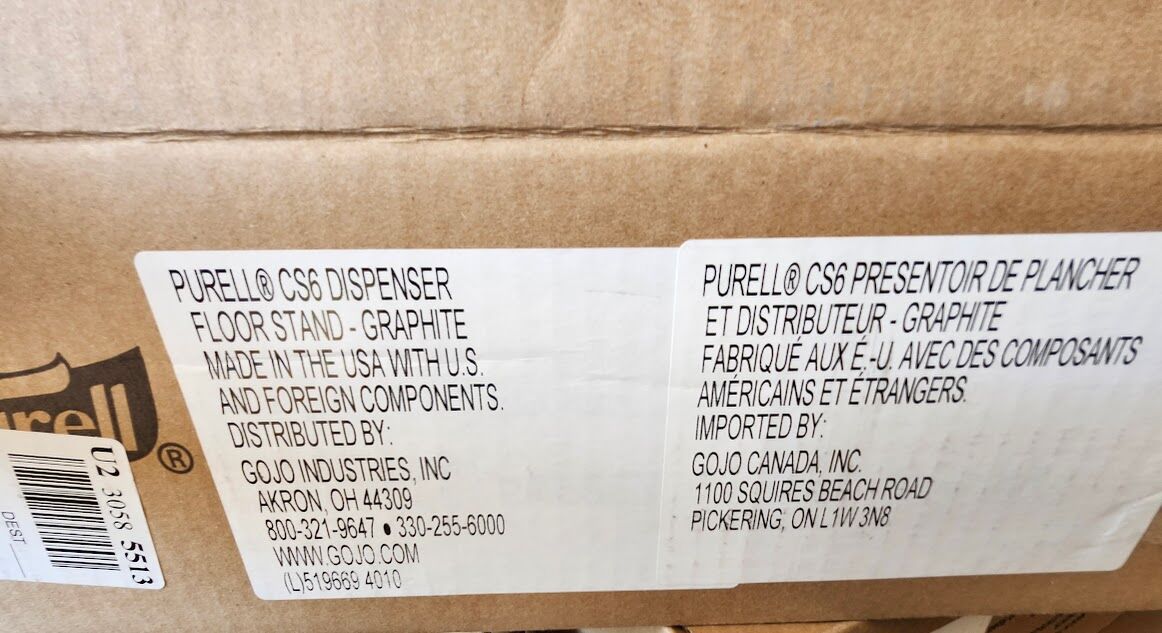 PURELL® CS6 DISPENSER
FLOOR STAND - GRAPHITE
MADE IN THE USA WITH U.S.
AND FOREIGN COMPONENTS.
DISTRIBUTED BY:
GOJO INDUSTRIES, INC
AKRON, OH 44309
800-321-9647 • 330-255-6000
WWW.GOJO.COM
(L)519669 4010
PURELL® CS6 PRESENTOIR DE PLANCHER
ET DISTRIBUTEUR - GRAPHITE
FABRIQUÉ AUX É.-U. AVEC DES COMPOSANTS
AMÉRICAINS ET ÉTRANGERS.
IMPORTED BY:
GOJO CANADA, INC.
1100 SQUIRES BEACH ROAD
PICKERING, ON L1W 3N8
rell®
U2 3058 5513
DEST